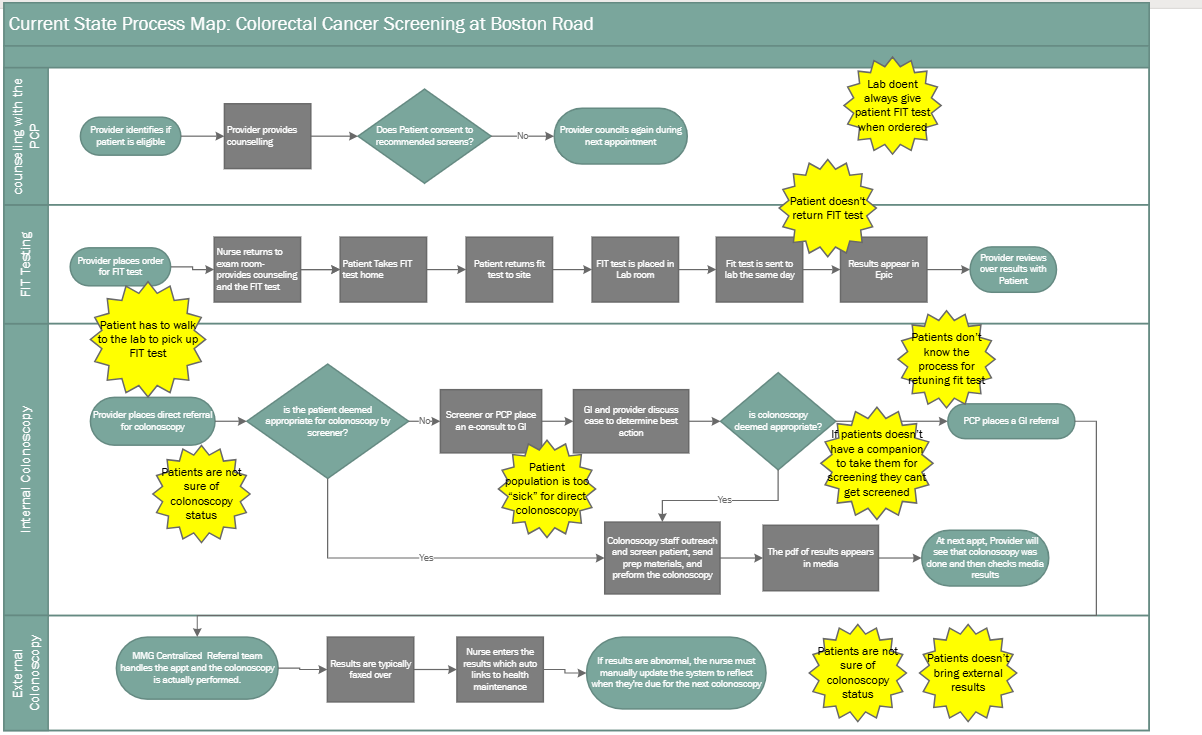 Current State Process Map: Colorectal Cancer Screening at Boston Road
counseling with the
PCP
Provider identifies if
patient is eligible
Provider provides
counselling
Does Patient consent to
recommended screens?
No
Provider councils again during
next appointment
Lab doent
always give
patient FIT test
when ordered
FIT Testing
Provider places order
for FIT test
Nurse returns to
exam room-
provides counseling
and the FIT test
Patient Takes FIT
test home
Patient returns fit
test to site
FIT test is placed in
Lab room
Fit test is sent to
lab the same day
Results appear in
Epic
Provider reviews
over results with
Patient
Patient doesn't
return FIT test
Patient has to walk
to the lab to pick up
FIT test
Internal Colonoscopy
Provider places direct referral
for colonoscopy
is the patient deemed
appropriate for colonoscopy by
screener?
No
Screener or PCP place
an e-consult to GI
GI and provider discuss
case to determine best
action
is colonoscopy
deemed appropriate?
PCP places a GI referral
Patients don't
know the
process for
retuning fit test
If patients doesn't
have a companion
to take them for
screening they cant
get screened
Patients are not
sure of
colonoscopy
status
Patient
population is too
“sick” for direct
colonoscopy
Yes
Yes
Colonoscopy staff outreach
and screen patient, send
prep materials, and
preform the colonoscopy
The pdf of results appears
in media
At next appt, Provider will
see that colonoscopy was
done and then checks media
results
External
Colonoscopy
MMG Centralized Referral team
handles the appt and the colonoscopy
is actually performed.
Results are typically
faxed over
Nurse enters the
results which auto
links to health
maintenance
If results are abnormal, the nurse must
manually update the system to reflect
when they're due for the next colonoscopy
Patients are not
sure of
colonoscopy
status
Patients doesn't
bring external
results